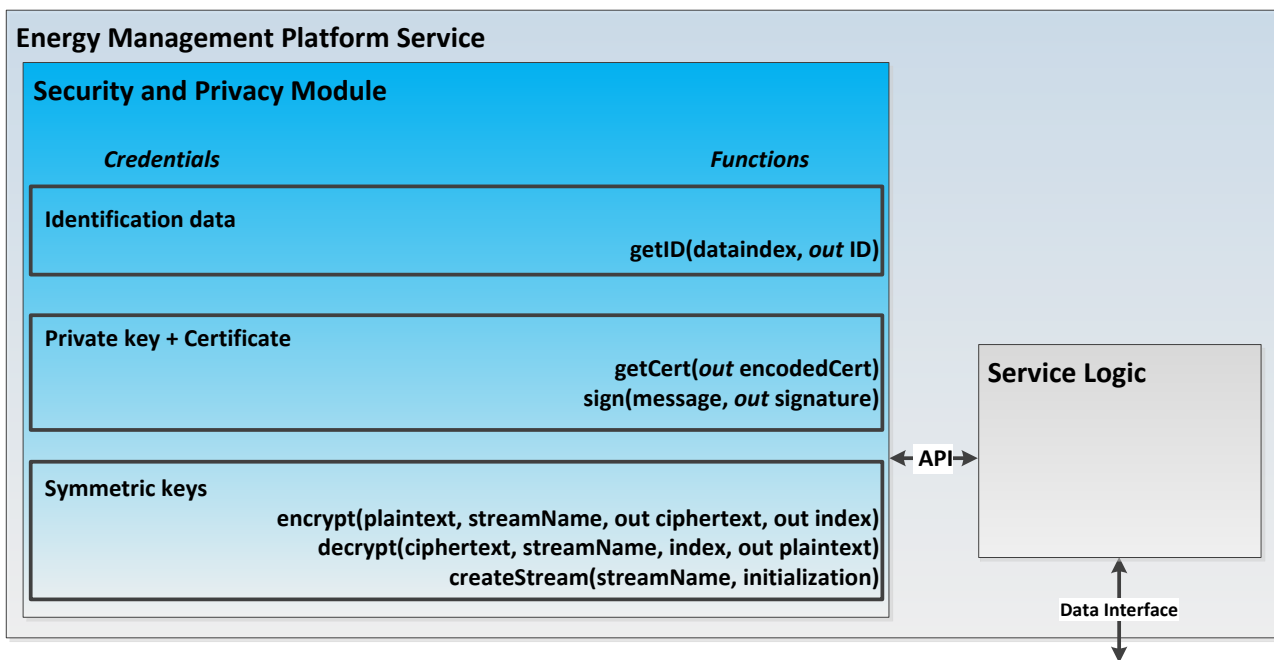 Energy Management Platform Service
Security and Privacy Module
Credentials
Functions
Identification data
getID(dataindex, out ID)
Private key + Certificate
getCert(out encodedCert)
sign(message, out signature)
Symmetric keys
encrypt(plaintext, streamName, out ciphertext, out index)
decrypt(ciphertext, streamName, index, out plaintext)
createStream(streamName, initialization)
API
Service Logic
Data Interface